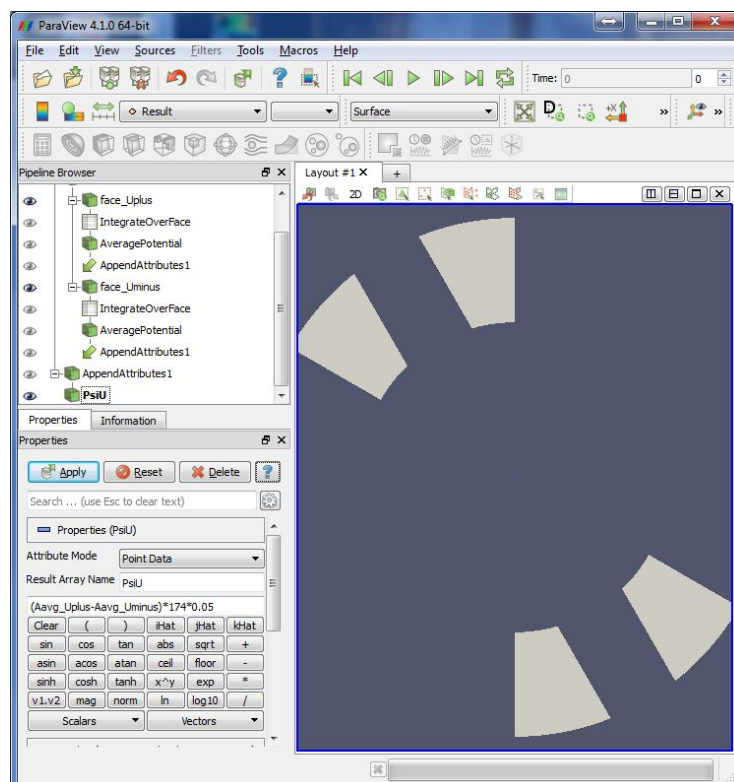 ParaView 4.1.0 64-bit
File Edit View Sources Filters Tools Macros Help
Time: 0 0
Result Surface +X » »
Pipeline Browser
Layout #1 X +
2D
face_Uplus
IntegrateOverFace
AveragePotential
AppendAttributes1
face_Uminus
IntegrateOverFace
AveragePotential
AppendAttributes1
AppendAttributes1
PsiU
Properties Information
Properties
Apply Reset Delete ?
Search ... (use Esc to clear text)
Properties (PsiU)
Attribute Mode Point Data
Result Array Name PsiU
(Aavg_Uplus-Aavg_Uminus)*174*0.05
Clear ( ) iHat jHat kHat
sin cos tan abs sqrt +
asin acos atan ceil floor -
sinh cosh tanh x^y exp *
v1.v2 mag norm ln log10 /
Scalars Vectors